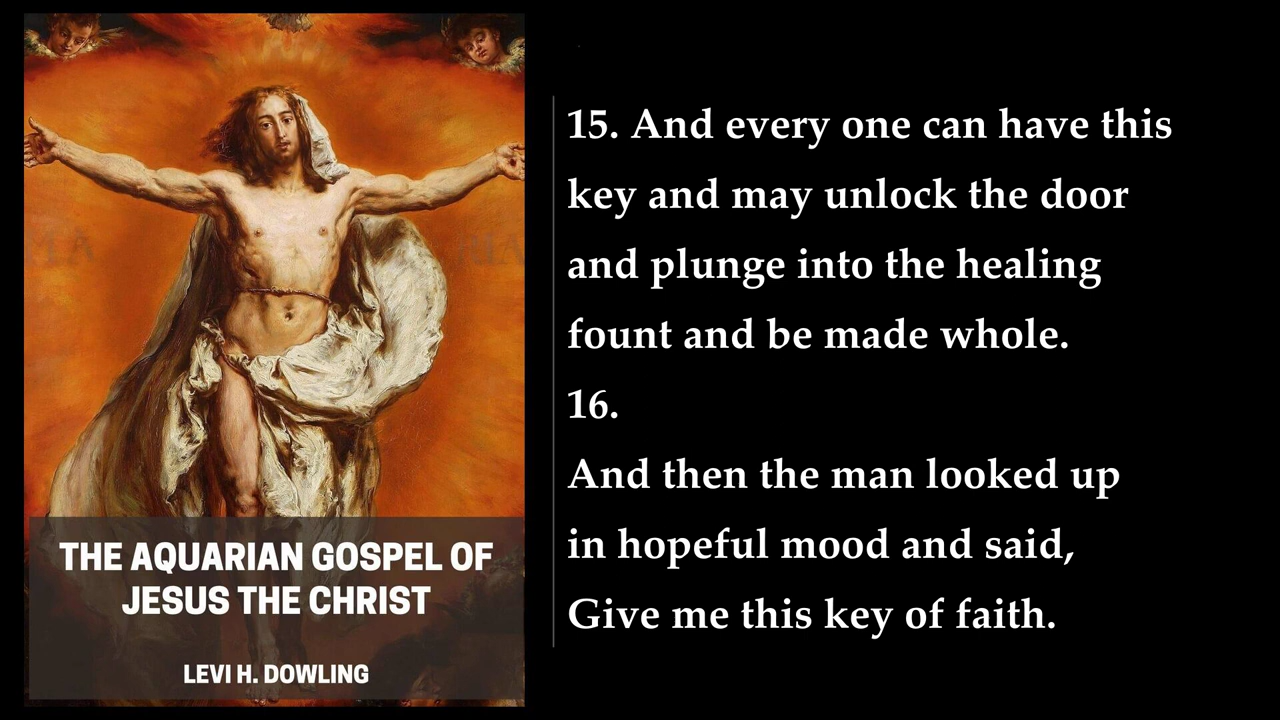 THE AQUARIAN GOSPEL OF
JESUS THE CHRIST
LEVI H. DOWLING
15. And every one can have this
key and may unlock the door
and plunge into the healing
fount and be made whole.
16.
And then the man looked up
in hopeful mood and said,
Give me this key of faith.